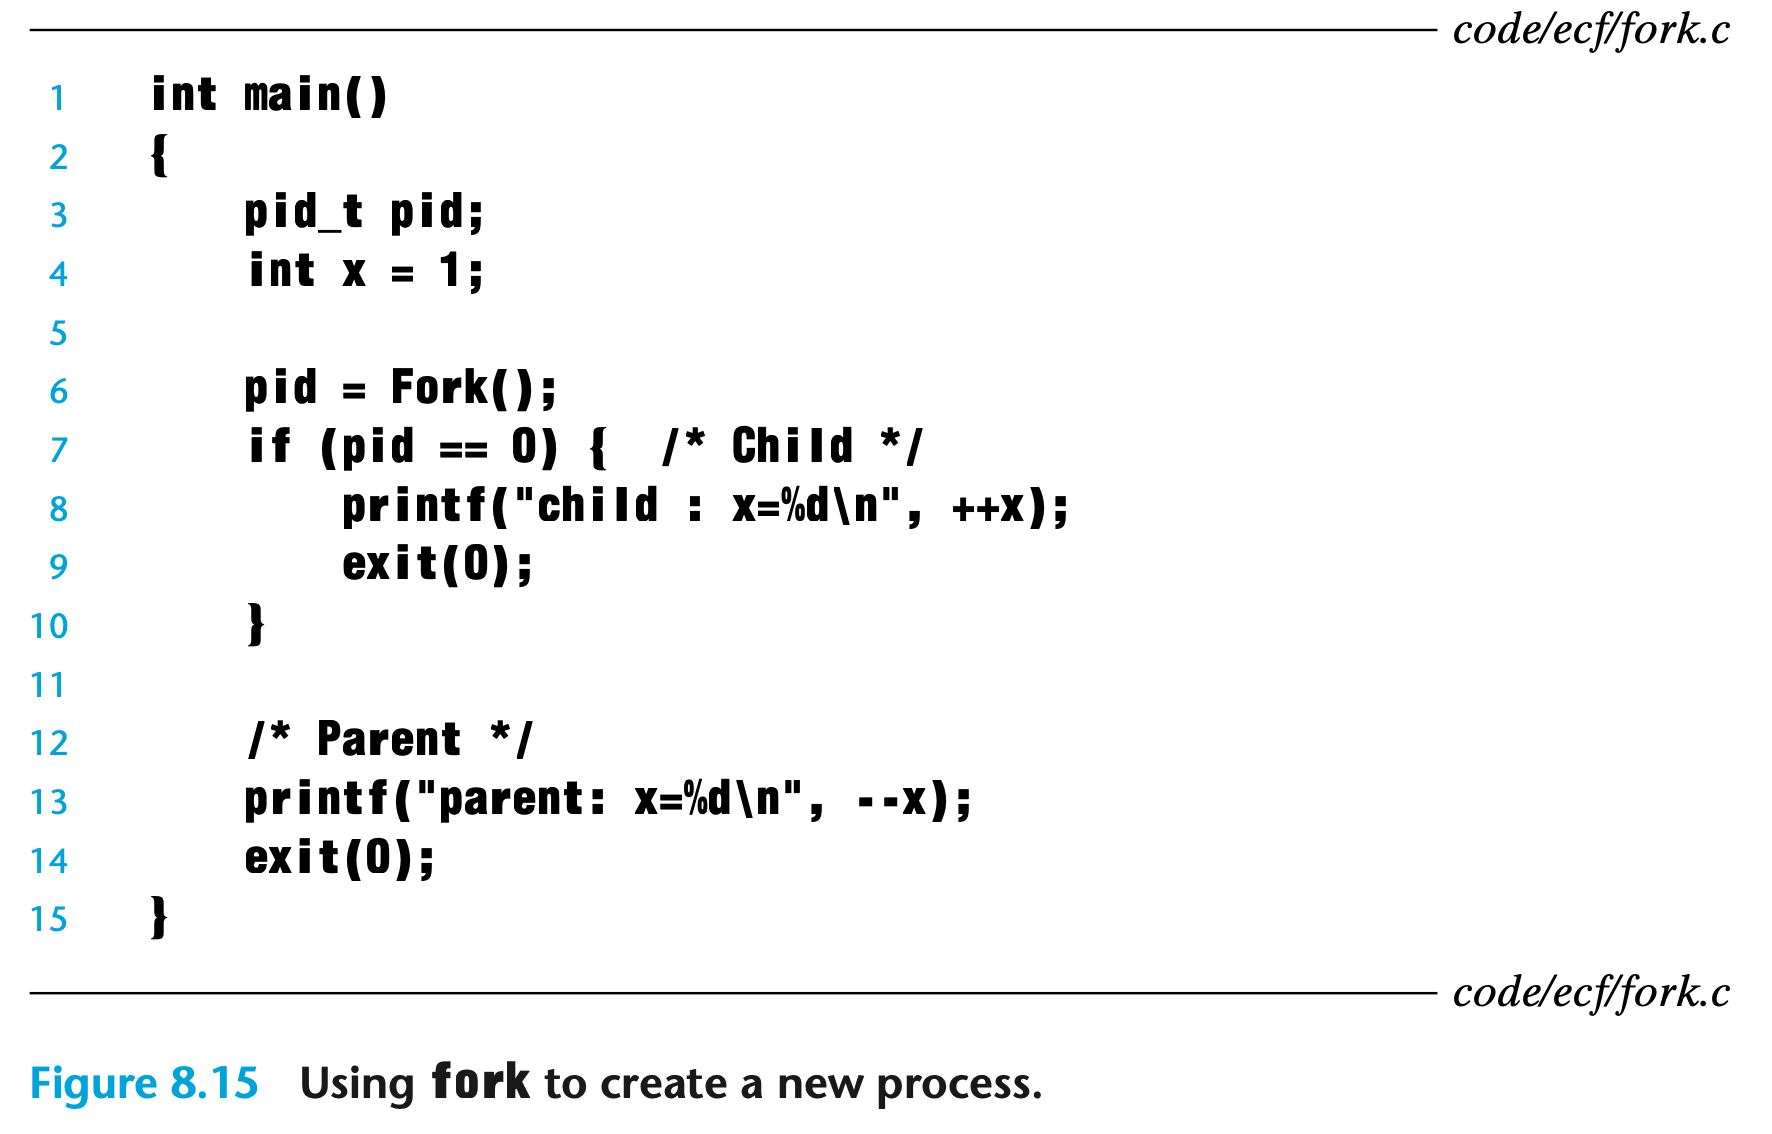 code/ecf/fork.c
1 int main()
2 {
3 pid_t pid;
4 int x = 1;
5
6 pid = Fork();
7 if (pid == 0) { /* Child */
8 printf("child : x=%d\n", ++x);
9 exit(0);
10 }
11
12 /* Parent */
13 printf("parent: x=%d\n", --x);
14 exit(0);
15 }
code/ecf/fork.c
Figure 8.15 Using fork to create a new process.